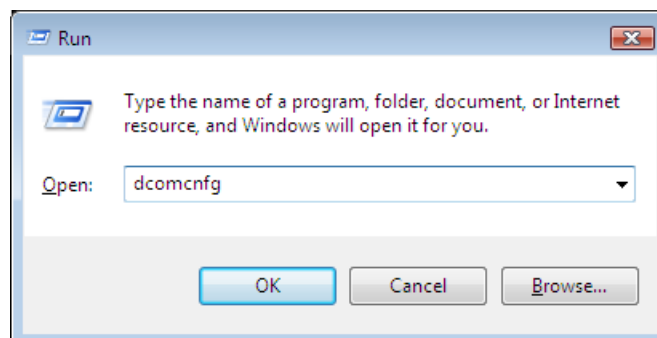 Run
Type the name of a program, folder, document, or Internet
resource, and Windows will open it for you.
Open: dcomcnfg
OK Cancel Browse...